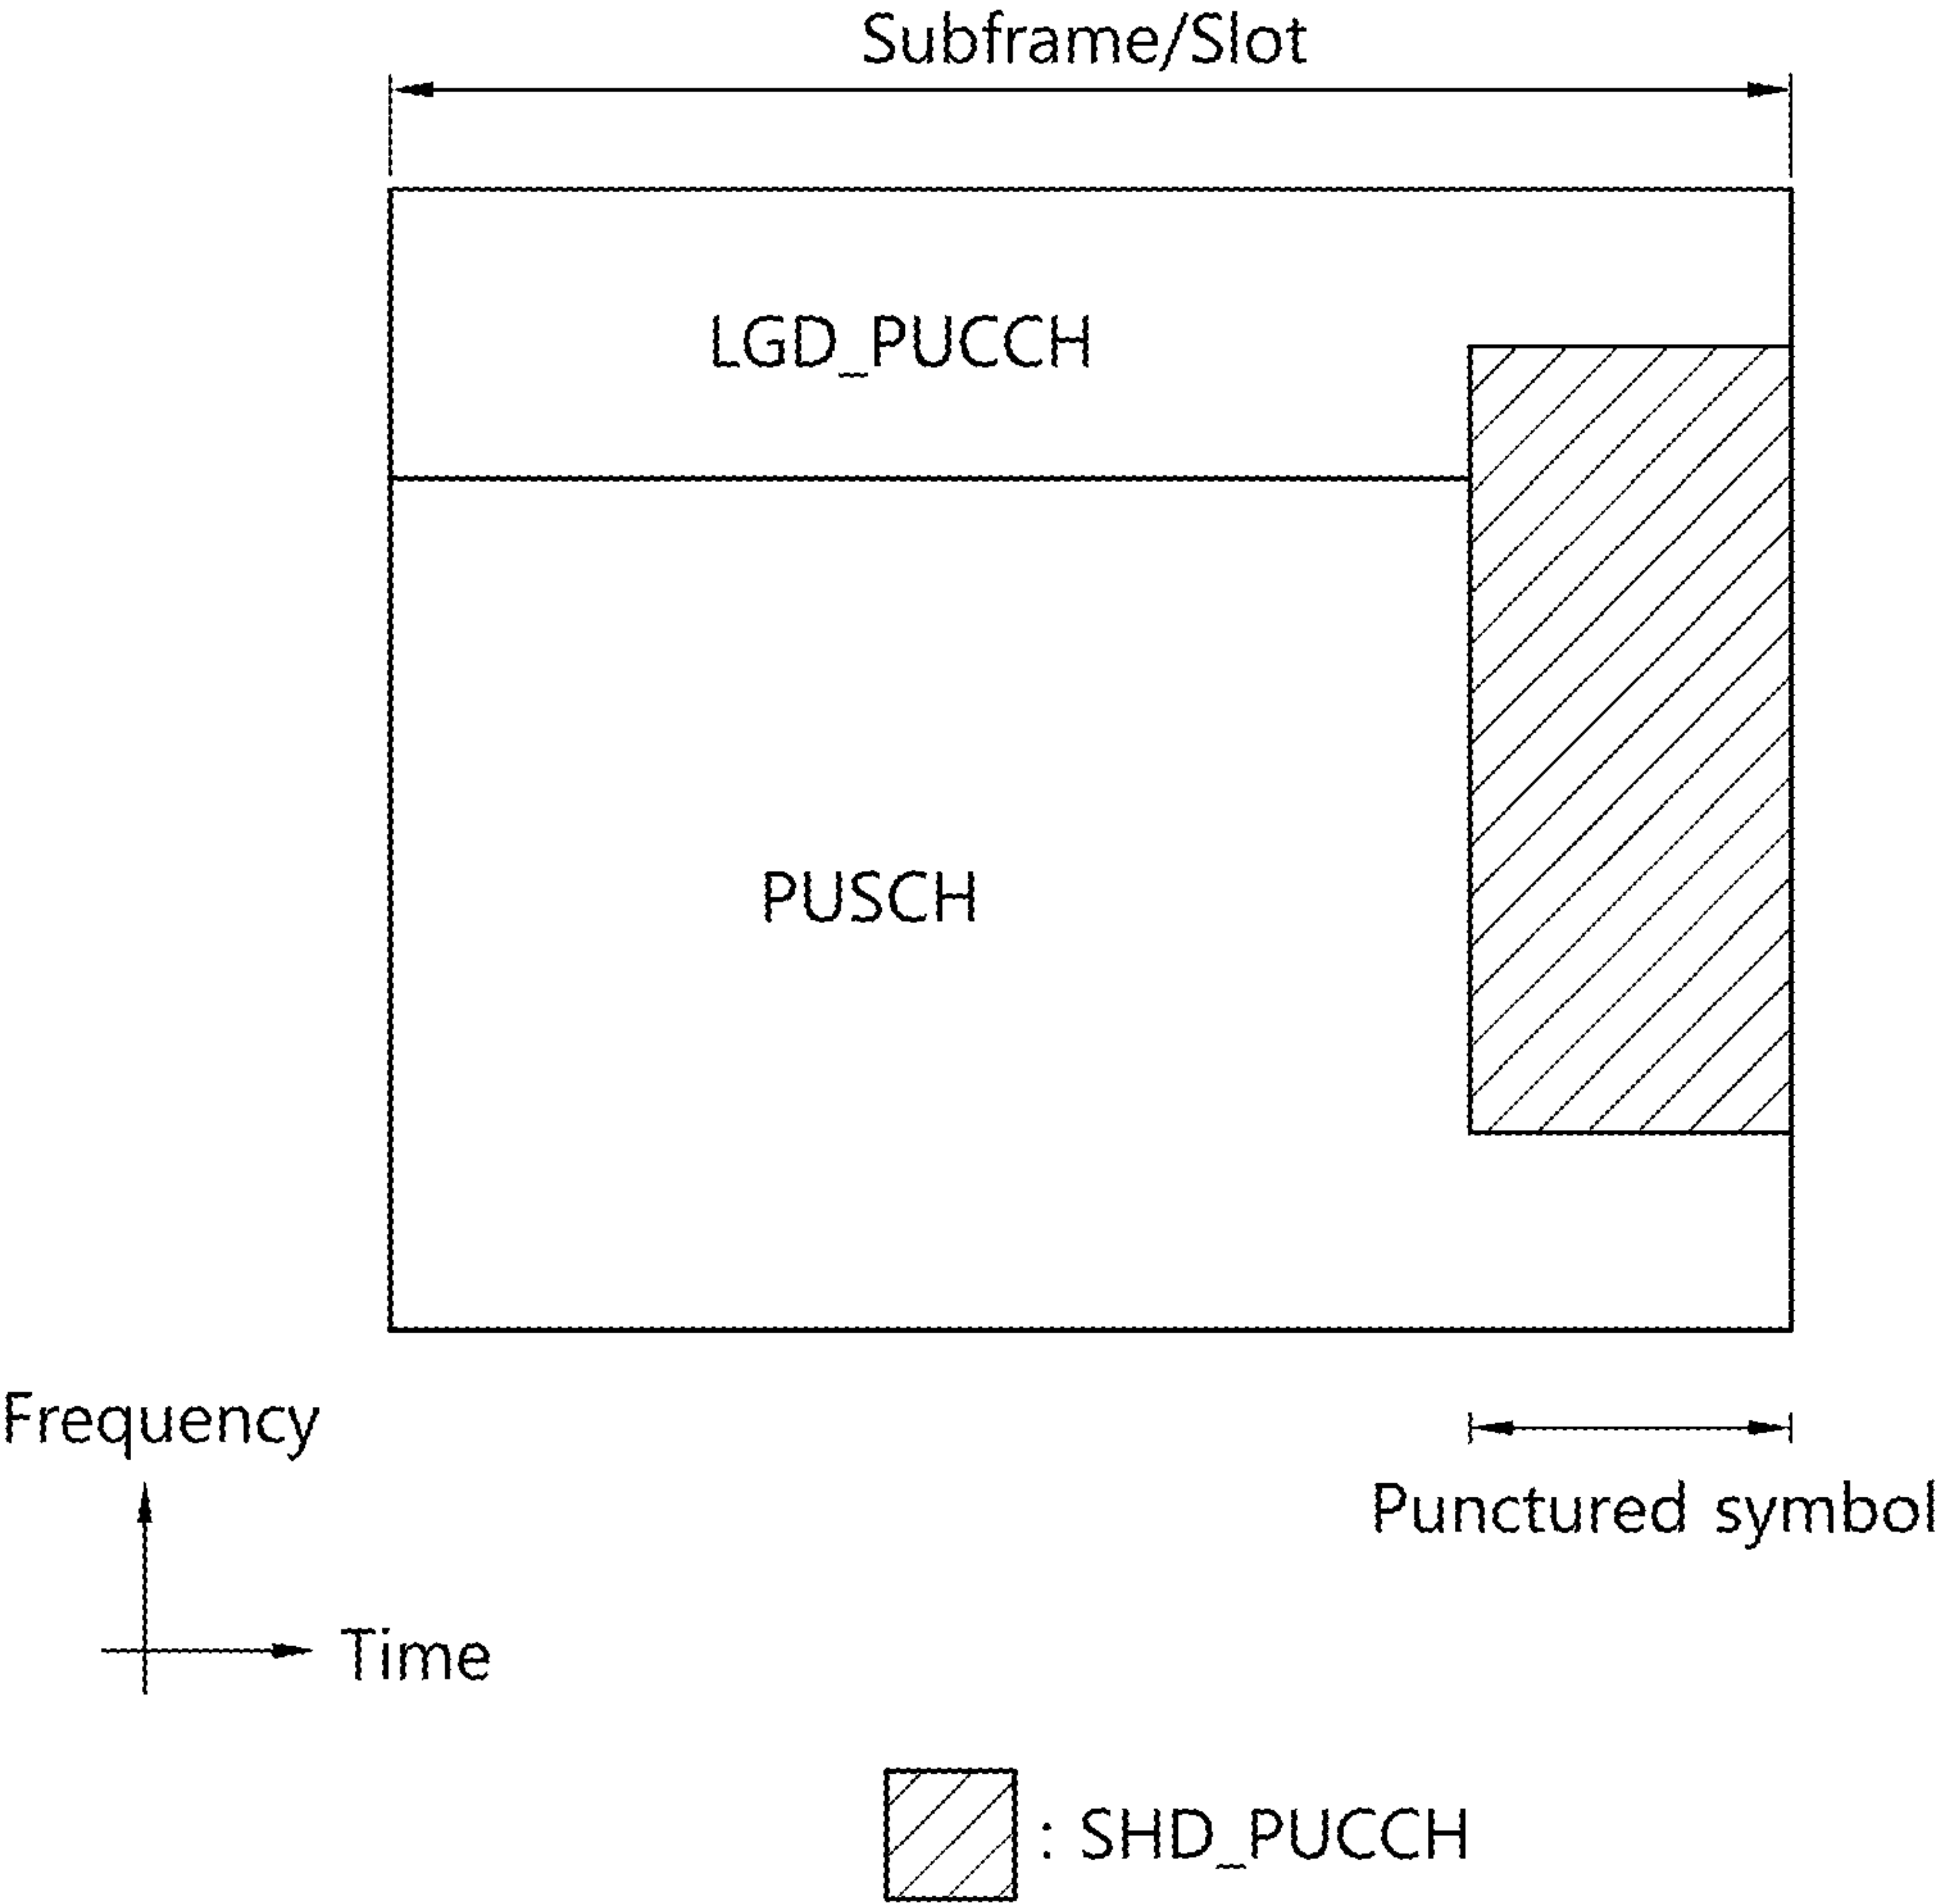 Subframe/Slot
LGD_PUCCH
PUSCH
Frequency
Punctured symbol
Time
: SHD_PUCCH